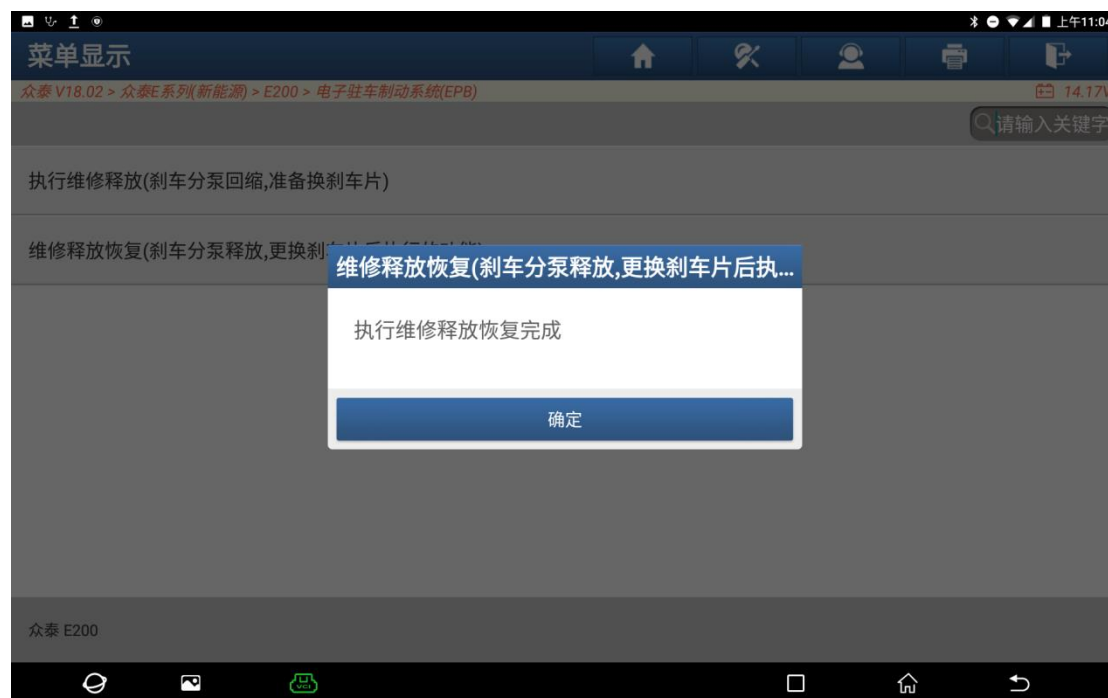 上午11:04
菜单显示
众泰 V18.02 > 众泰E系列(新能源) > E200 > 电子驻车制动系统(EPB)
14.17V
请输入关键字
执行维修释放(刹车分泵回缩,准备换刹车片)
维修释放恢复(刹车分泵释放,更换刹
维修释放恢复(刹车分泵释放,更换刹车片后执...
执行维修释放恢复完成
确定
众泰 E200
VCI